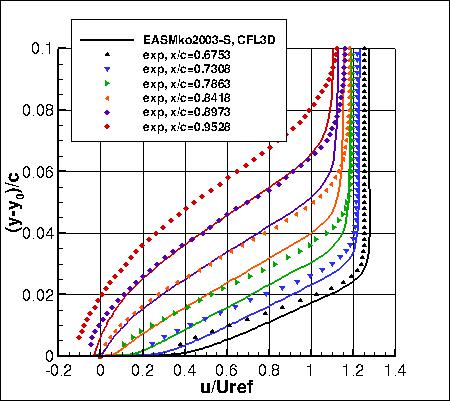 EASMko2003-S, CFL3D
exp, x/c=0.6753
exp, x/c=0.7308
exp, x/c=0.7863
exp, x/c=0.8418
exp, x/c=0.8973
exp, x/c=0.9528
0.1
0.08
0.06
0.04
0.02
0
(y-y0)/c
-0.2 0 0.2 0.4 0.6 0.8 1 1.2 1.4
u/Uref